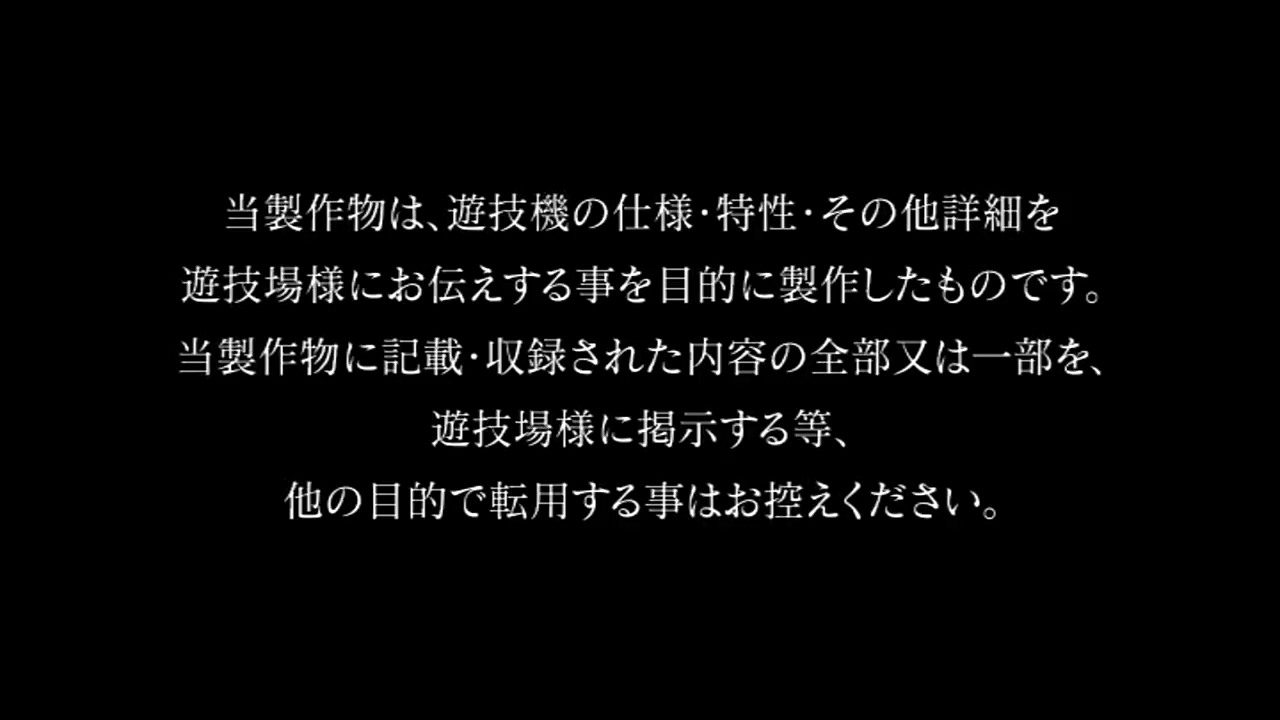 当製作物は、遊技機の仕様・特性・その他詳細を
遊技場様にお伝えする事を目的に製作したものです。
当製作物に記載・収録された内容の全部又は一部を、
遊技場様に掲示する等、
他の目的で転用する事はお控えください。